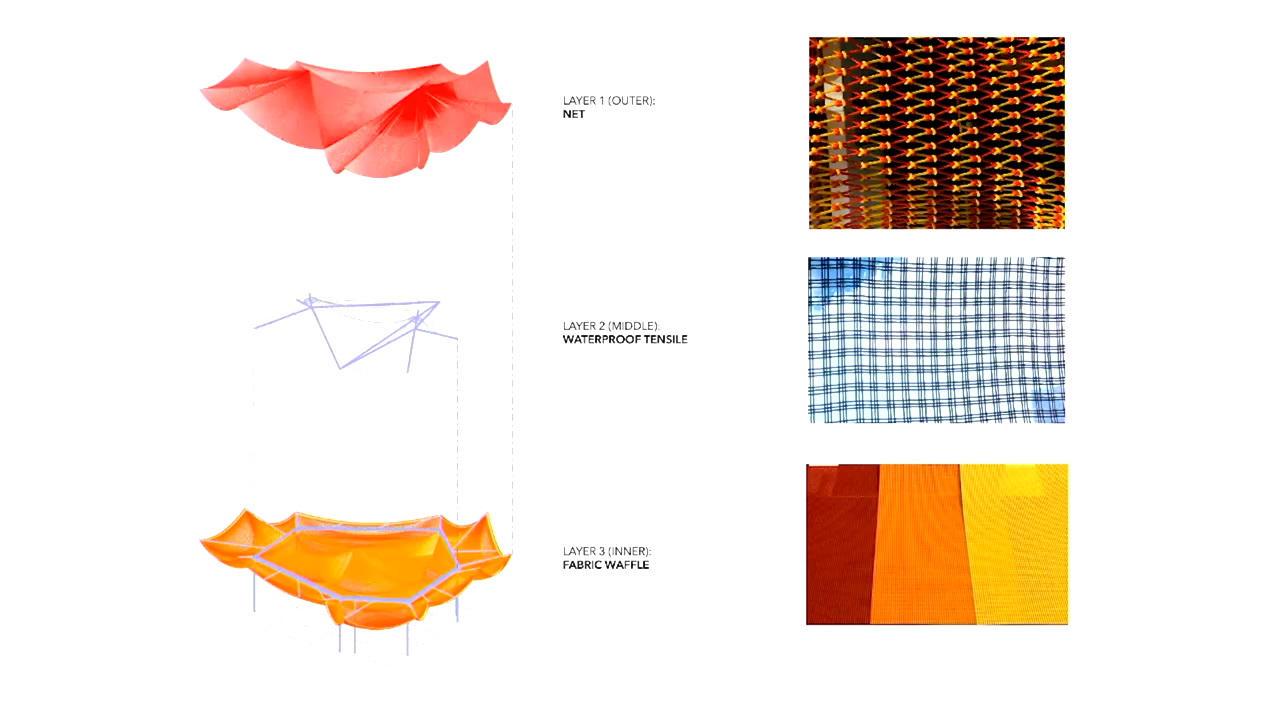 LAYER 1 (OUTER):
NET
LAYER 2 (MIDDLE):
WATERPROOF TENSILE
LAYER 3 (INNER):
FABRIC WAFFLE